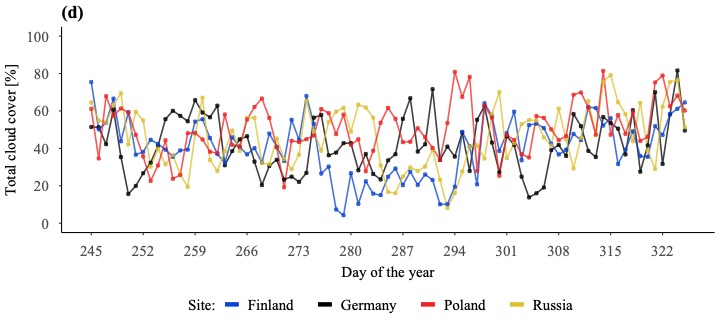 (d)
Total cloud cover [%]
100
80
60
40
20
0
245 252 259 266 273 280 287 294 301 308 315 322
Day of the year
Site: Finland Germany Poland Russia